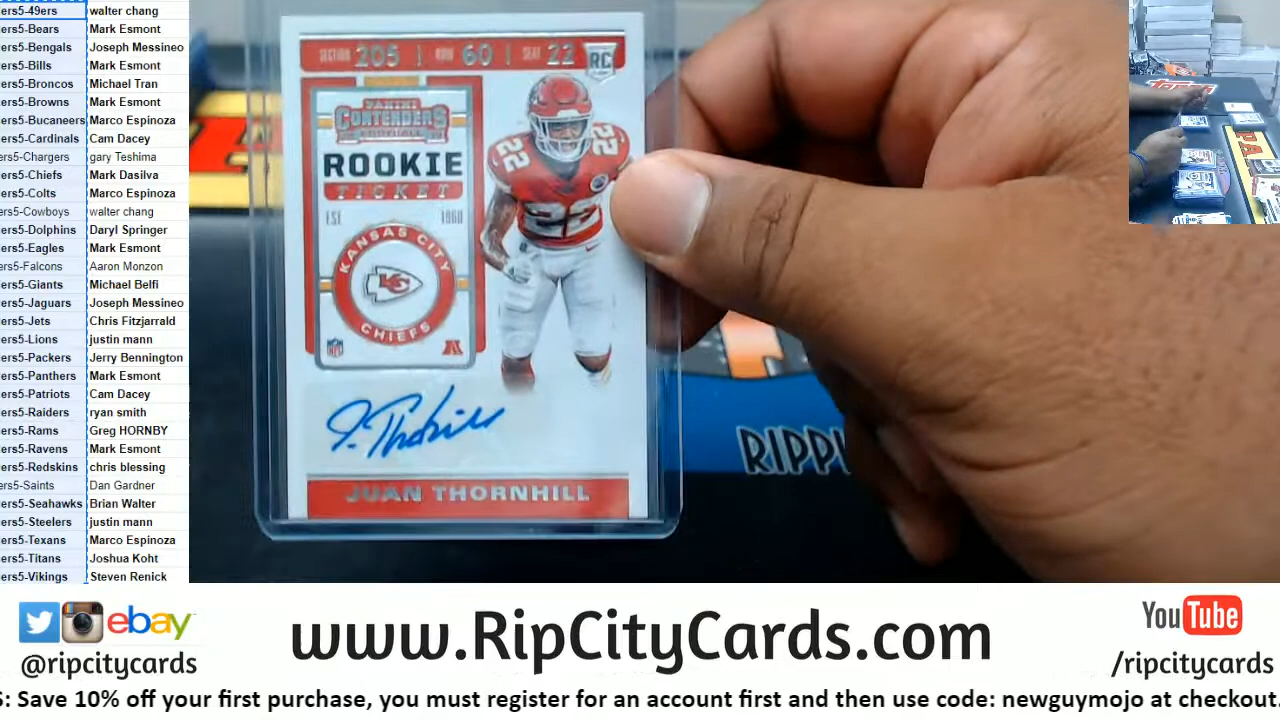 ers5-49ers walter chang
ers5-Bears Mark Esmont
ers5-Bengals Joseph Messineo
ers5-Bills Mark Esmont
ers5-Broncos Michael Tran
ers5-Browns Mark Esmont
ers5-Bucaneers Marco Espinoza
ers5-Cardinals Cam Dacey
ers5-Chargers gary Teshima
ers5-Chiefs Mark Dasilva
ers5-Colts Marco Espinoza
ers5-Cowboys walter chang
ers5-Dolphins Daryl Springer
ers5-Eagles Mark Esmont
ers5-Falcons Aaron Monzon
ers5-Giants Michael Belfi
ers5-Jaguars Joseph Messineo
ers5-Jets Chris Fitzjarrald
ers5-Lions justin mann
ers5-Packers Jerry Bennington
ers5-Panthers Mark Esmont
ers5-Patriots Cam Dacey
ers5-Raiders ryan smith
ers5-Rams Greg HORNBY
ers5-Ravens Mark Esmont
ers5-Redskins chris blessing
ers5-Saints Dan Gardner
ers5-Seahawks Brian Walter
ers5-Steelers justin mann
ers5-Texans Marco Espinoza
ers5-Titans Joshua Koht
ers5-Vikings Steven Renick
SECTION 205 | ROW 60 | SEAT 22
RC
PANINI
CONTENDERS
FOOTBALL
ROOKIE
TICKET
EST 1960
KANSAS CITY
KC
CHIEFS
NFL
A
22
22
22
J. Thornhill
JUAN THORNHILL
RIPPI
ebay
@ripcitycards
www.RipCityCards.com
YouTube
/ripcitycards
S: Save 10% off your first purchase, you must register for an account first and then use code: newguymojo at checkout.